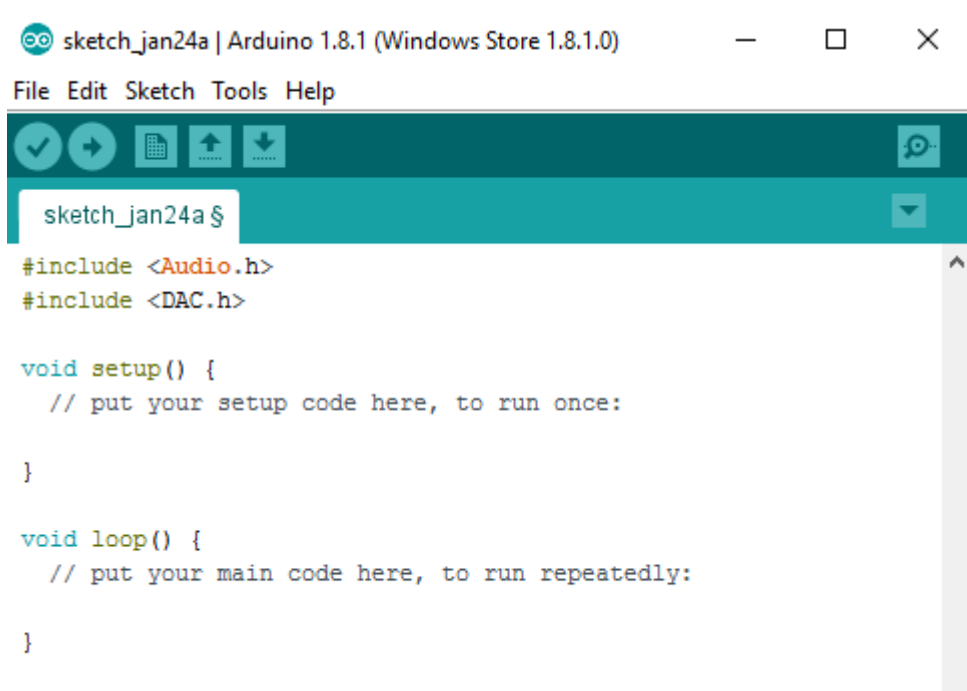 sketch_jan24a | Arduino 1.8.1 (Windows Store 1.8.1.0)
File Edit Sketch Tools Help
sketch_jan24a §
#include <Audio.h>
#include <DAC.h>
void setup() {
  // put your setup code here, to run once:
}
void loop() {
  // put your main code here, to run repeatedly:
}